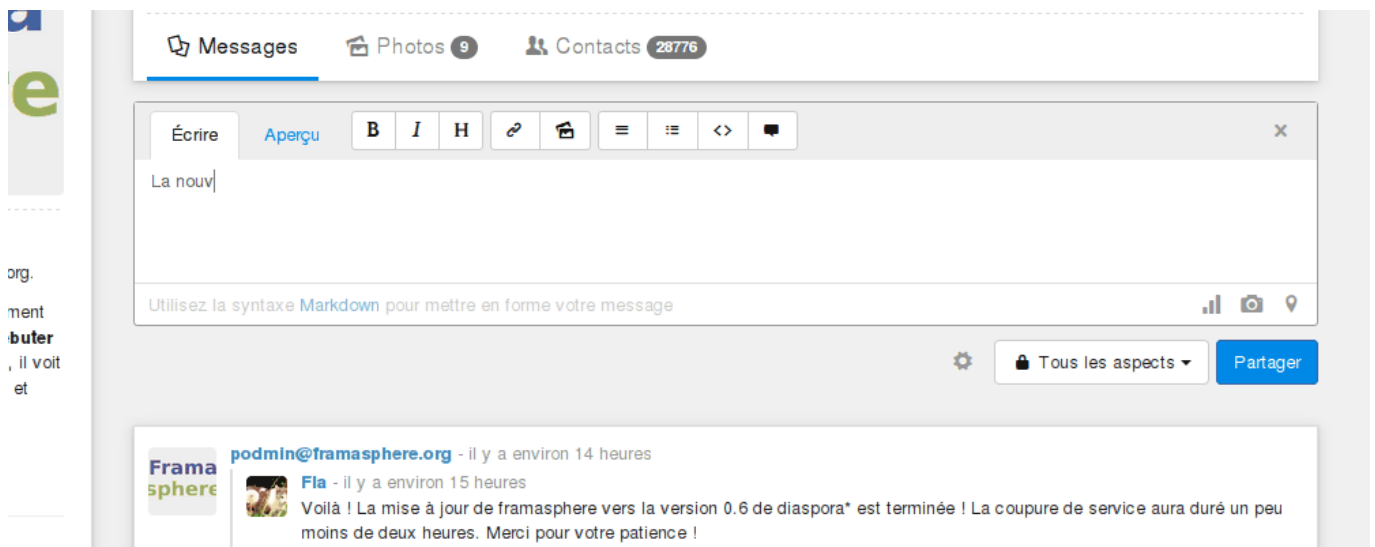 a
e
org.
ment
buter
, il voit
et
Messages Photos 9 Contacts 28776
Écrire Aperçu B I H
La nouv
Utilisez la syntaxe Markdown pour mettre en forme votre message
Tous les aspects Partager
Frama
sphere
podmin@framasphere.org - il y a environ 14 heures
Fla - il y a environ 15 heures
Voilà ! La mise à jour de framasphere vers la version 0.6 de diaspora* est terminée ! La coupure de service aura duré un peu
moins de deux heures. Merci pour votre patience !